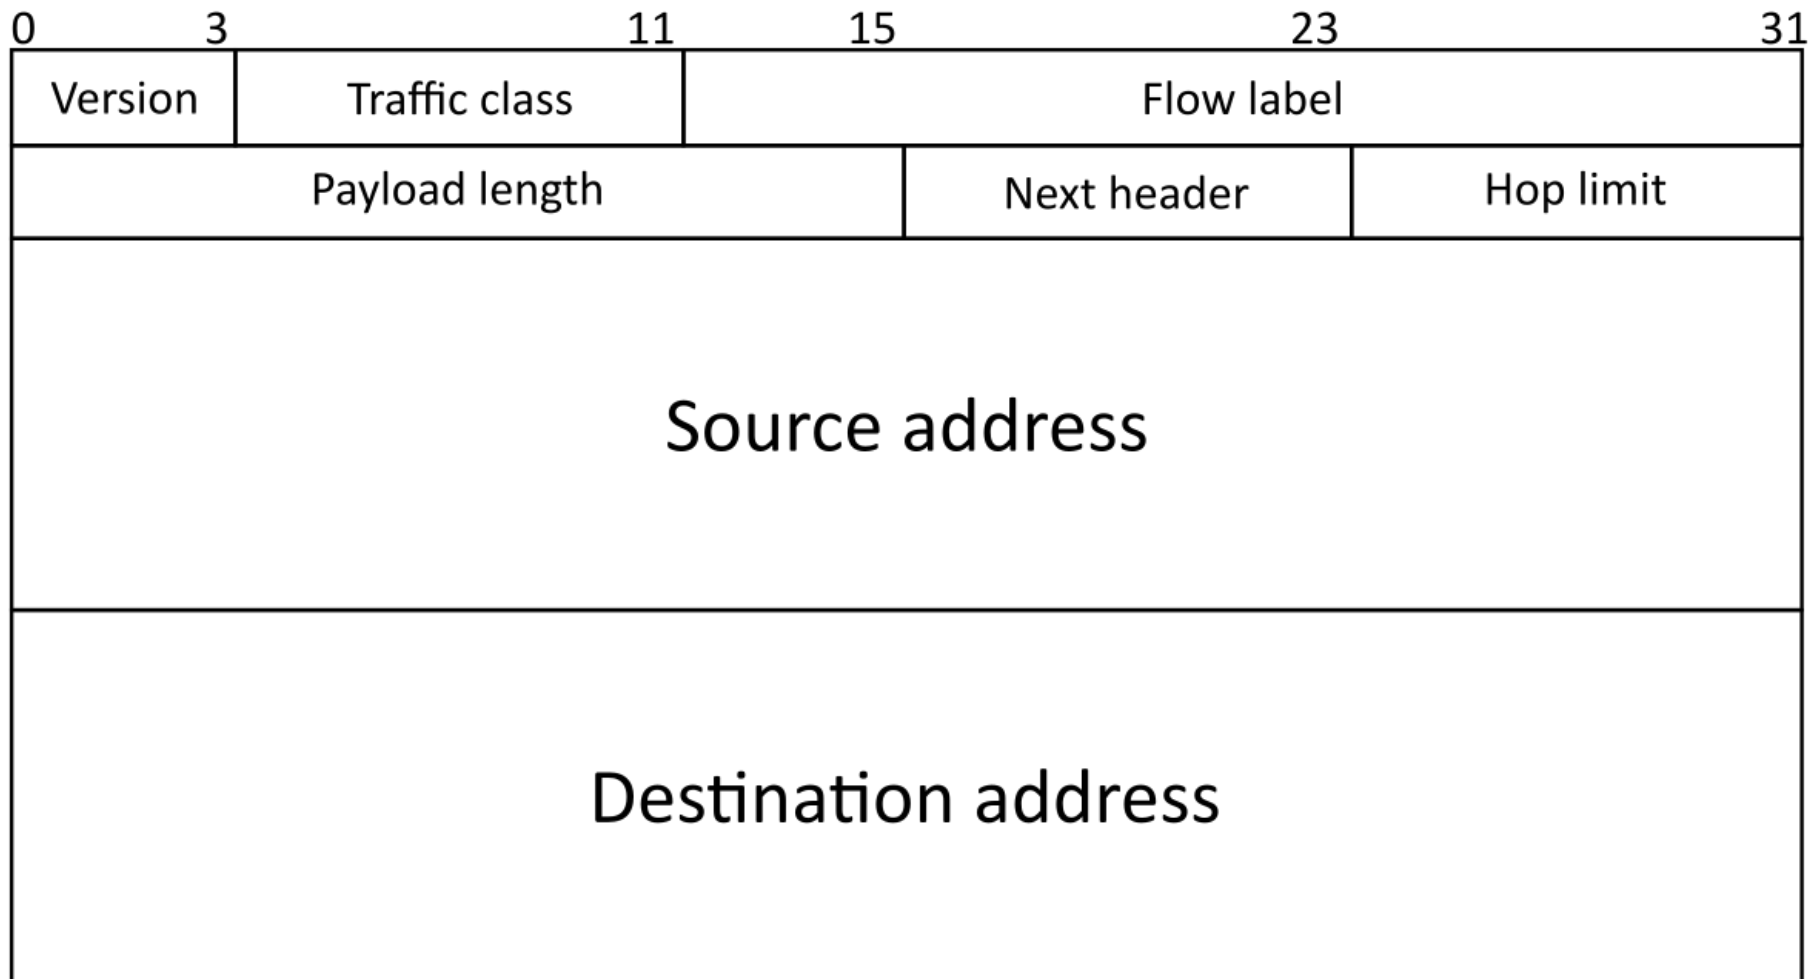 0 3 11 15 23 31
Version Traffic class Flow label
Payload length Next header Hop limit
Source address
Destination address